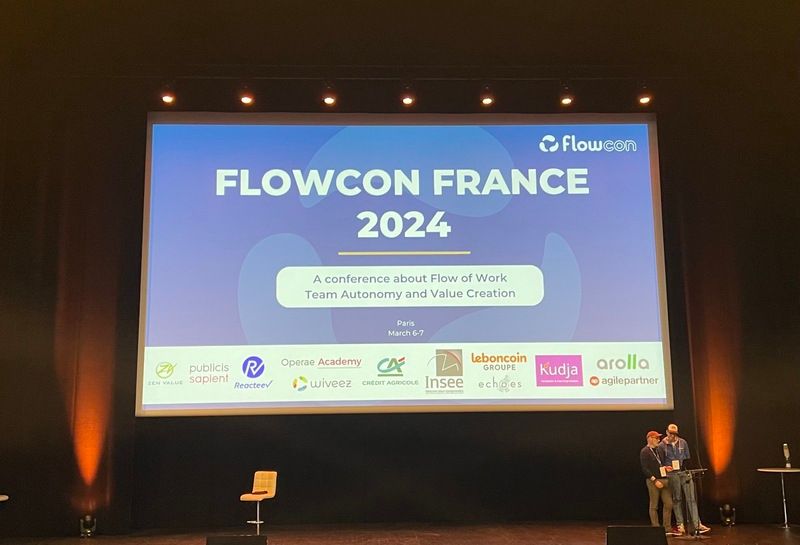 flowcon
FLOWCON FRANCE
2024
A conference about Flow of Work
Team Autonomy and Value Creation
Paris
March 6-7
ZEN VALUE
publicis
sapient
Reacteev
Operae Academy
wiveez
CRÉDIT AGRICOLE
Insee
leboncoin
GROUPE
echoes
Kudja
arolla
agilepartner